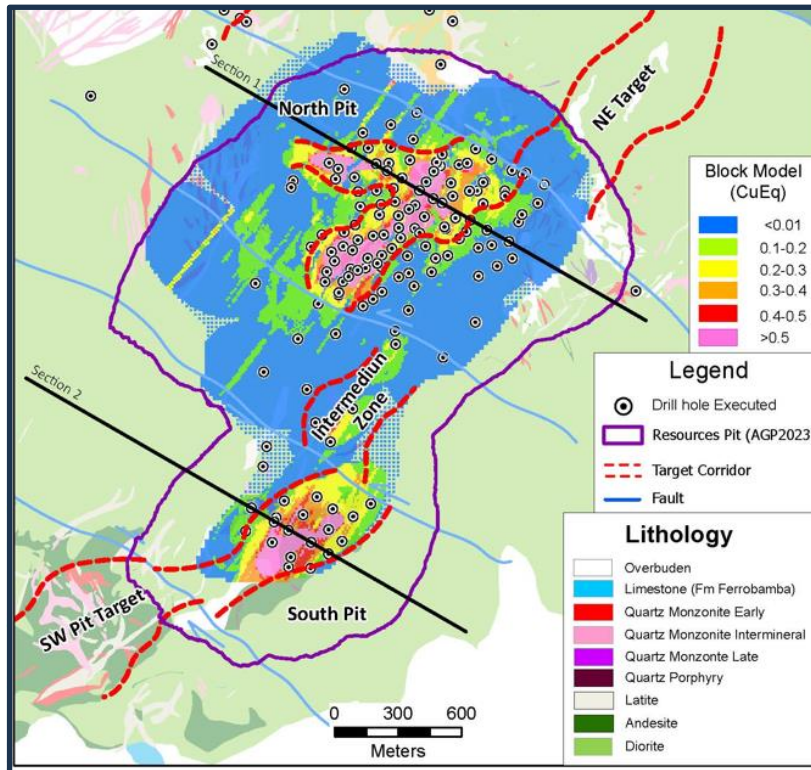 Section 1
North Pit
NE Target
Block Model
(CuEq)
<0.01
0.1-0.2
0.2-0.3
0.3-0.4
0.4-0.5
>0.5
Legend
Drill hole Executed
Resources Pit (AGP2023
Target Corridor
Fault
Section 2
Intermediun
Zone
Lithology
Overbuden
Limestone (Fm Ferrobamba)
Quartz Monzonite Early
Quartz Monzonite Intermineral
Quartz Monzonte Late
Quartz Porphyry
Latite
Andesite
Diorite
SW Pit Target
South Pit
0 300 600
Meters